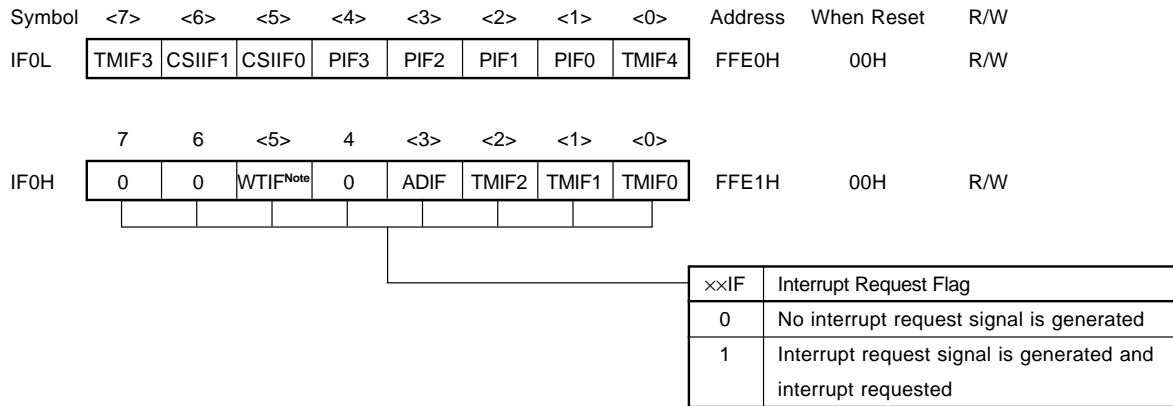 Symbol <7> <6> <5> <4> <3> <2> <1> <0> Address When Reset R/W
IF0L TMIF3 CSIIF1 CSIIF0 PIF3 PIF2 PIF1 PIF0 TMIF4 FFE0H 00H R/W
7 6 <5> 4 <3> <2> <1> <0>
IF0H 0 0 WTIFNote 0 ADIF TMIF2 TMIF1 TMIF0 FFE1H 00H R/W
××IF Interrupt Request Flag
0 No interrupt request signal is generated
1 Interrupt request signal is generated and
interrupt requested